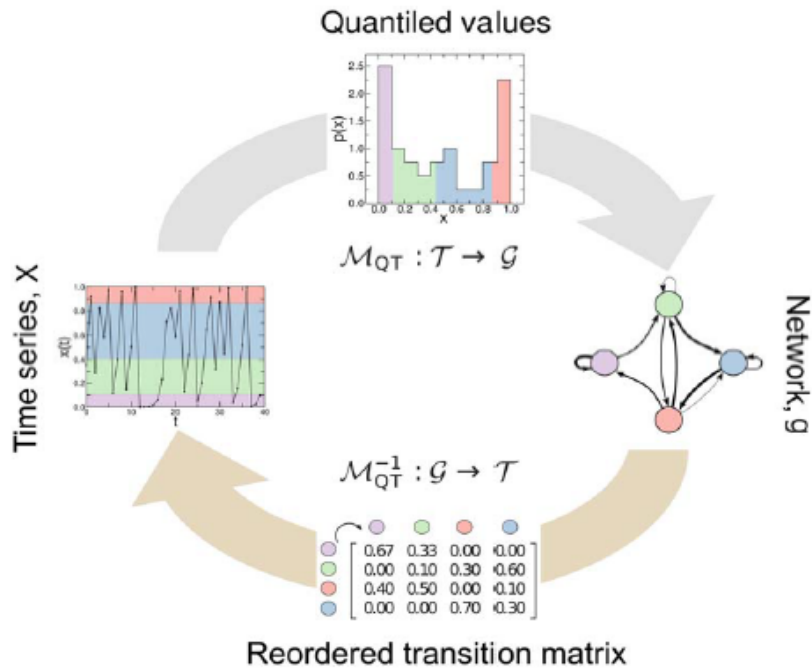 Quantiled values
2.5
2.0
1.5
1.0
0.5
0.0
p(x)
0.0 0.2 0.4 0.6 0.8 1.0
x
M_QT : T → G
Time series, X
1.0
0.8
0.6
0.4
0.2
0.0
x(t)
0 10 20 30 40
t
Network, g
M_QT^-1 : G → T
0.67 0.33 0.00 0.00
0.00 0.10 0.30 0.60
0.40 0.50 0.00 0.10
0.00 0.00 0.70 0.30
Reordered transition matrix